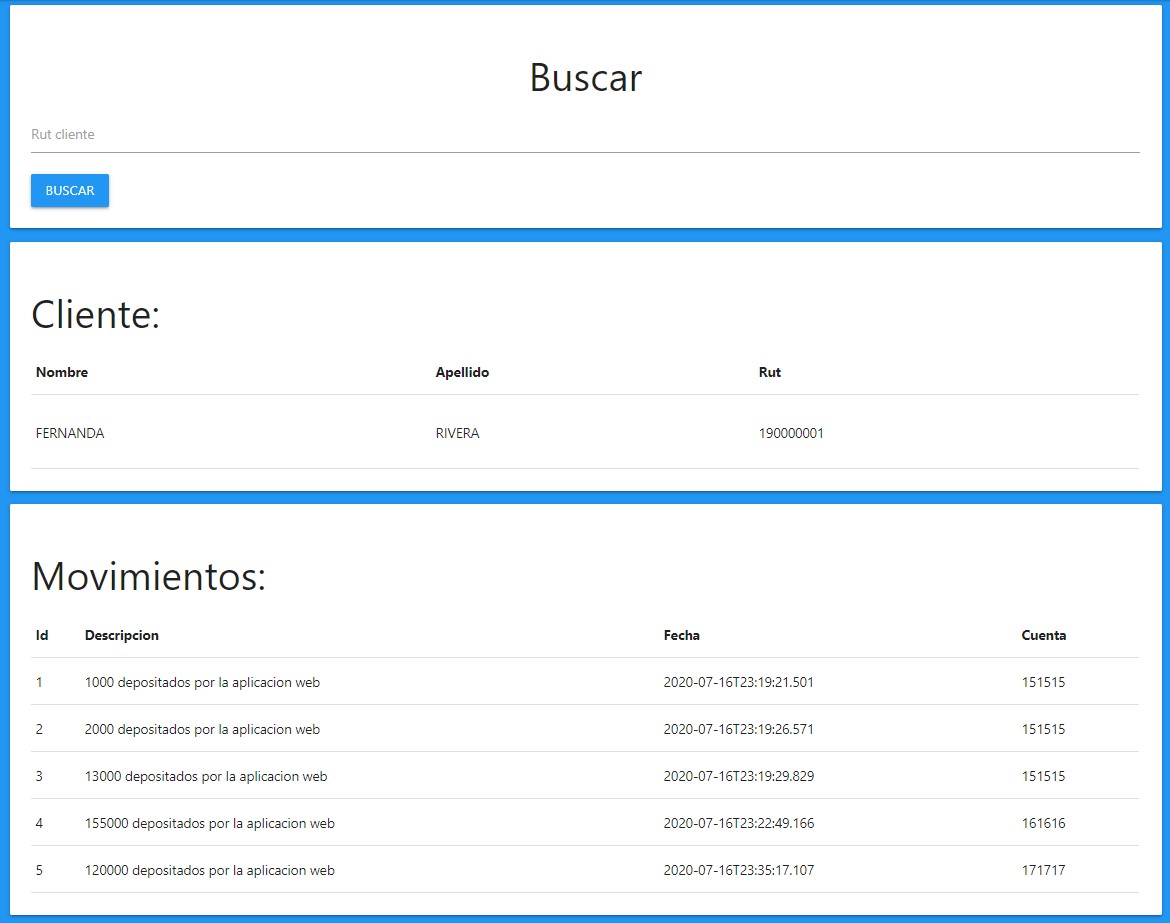 Buscar
Rut cliente
BUSCAR
Cliente:
Nombre Apellido Rut
FERNANDA RIVERA 190000001
Movimientos:
Id Descripcion Fecha Cuenta
1 1000 depositados por la aplicacion web 2020-07-16T23:19:21.501 151515
2 2000 depositados por la aplicacion web 2020-07-16T23:19:26.571 151515
3 13000 depositados por la aplicacion web 2020-07-16T23:19:29.829 151515
4 155000 depositados por la aplicacion web 2020-07-16T23:22:49.166 161616
5 120000 depositados por la aplicacion web 2020-07-16T23:35:17.107 171717